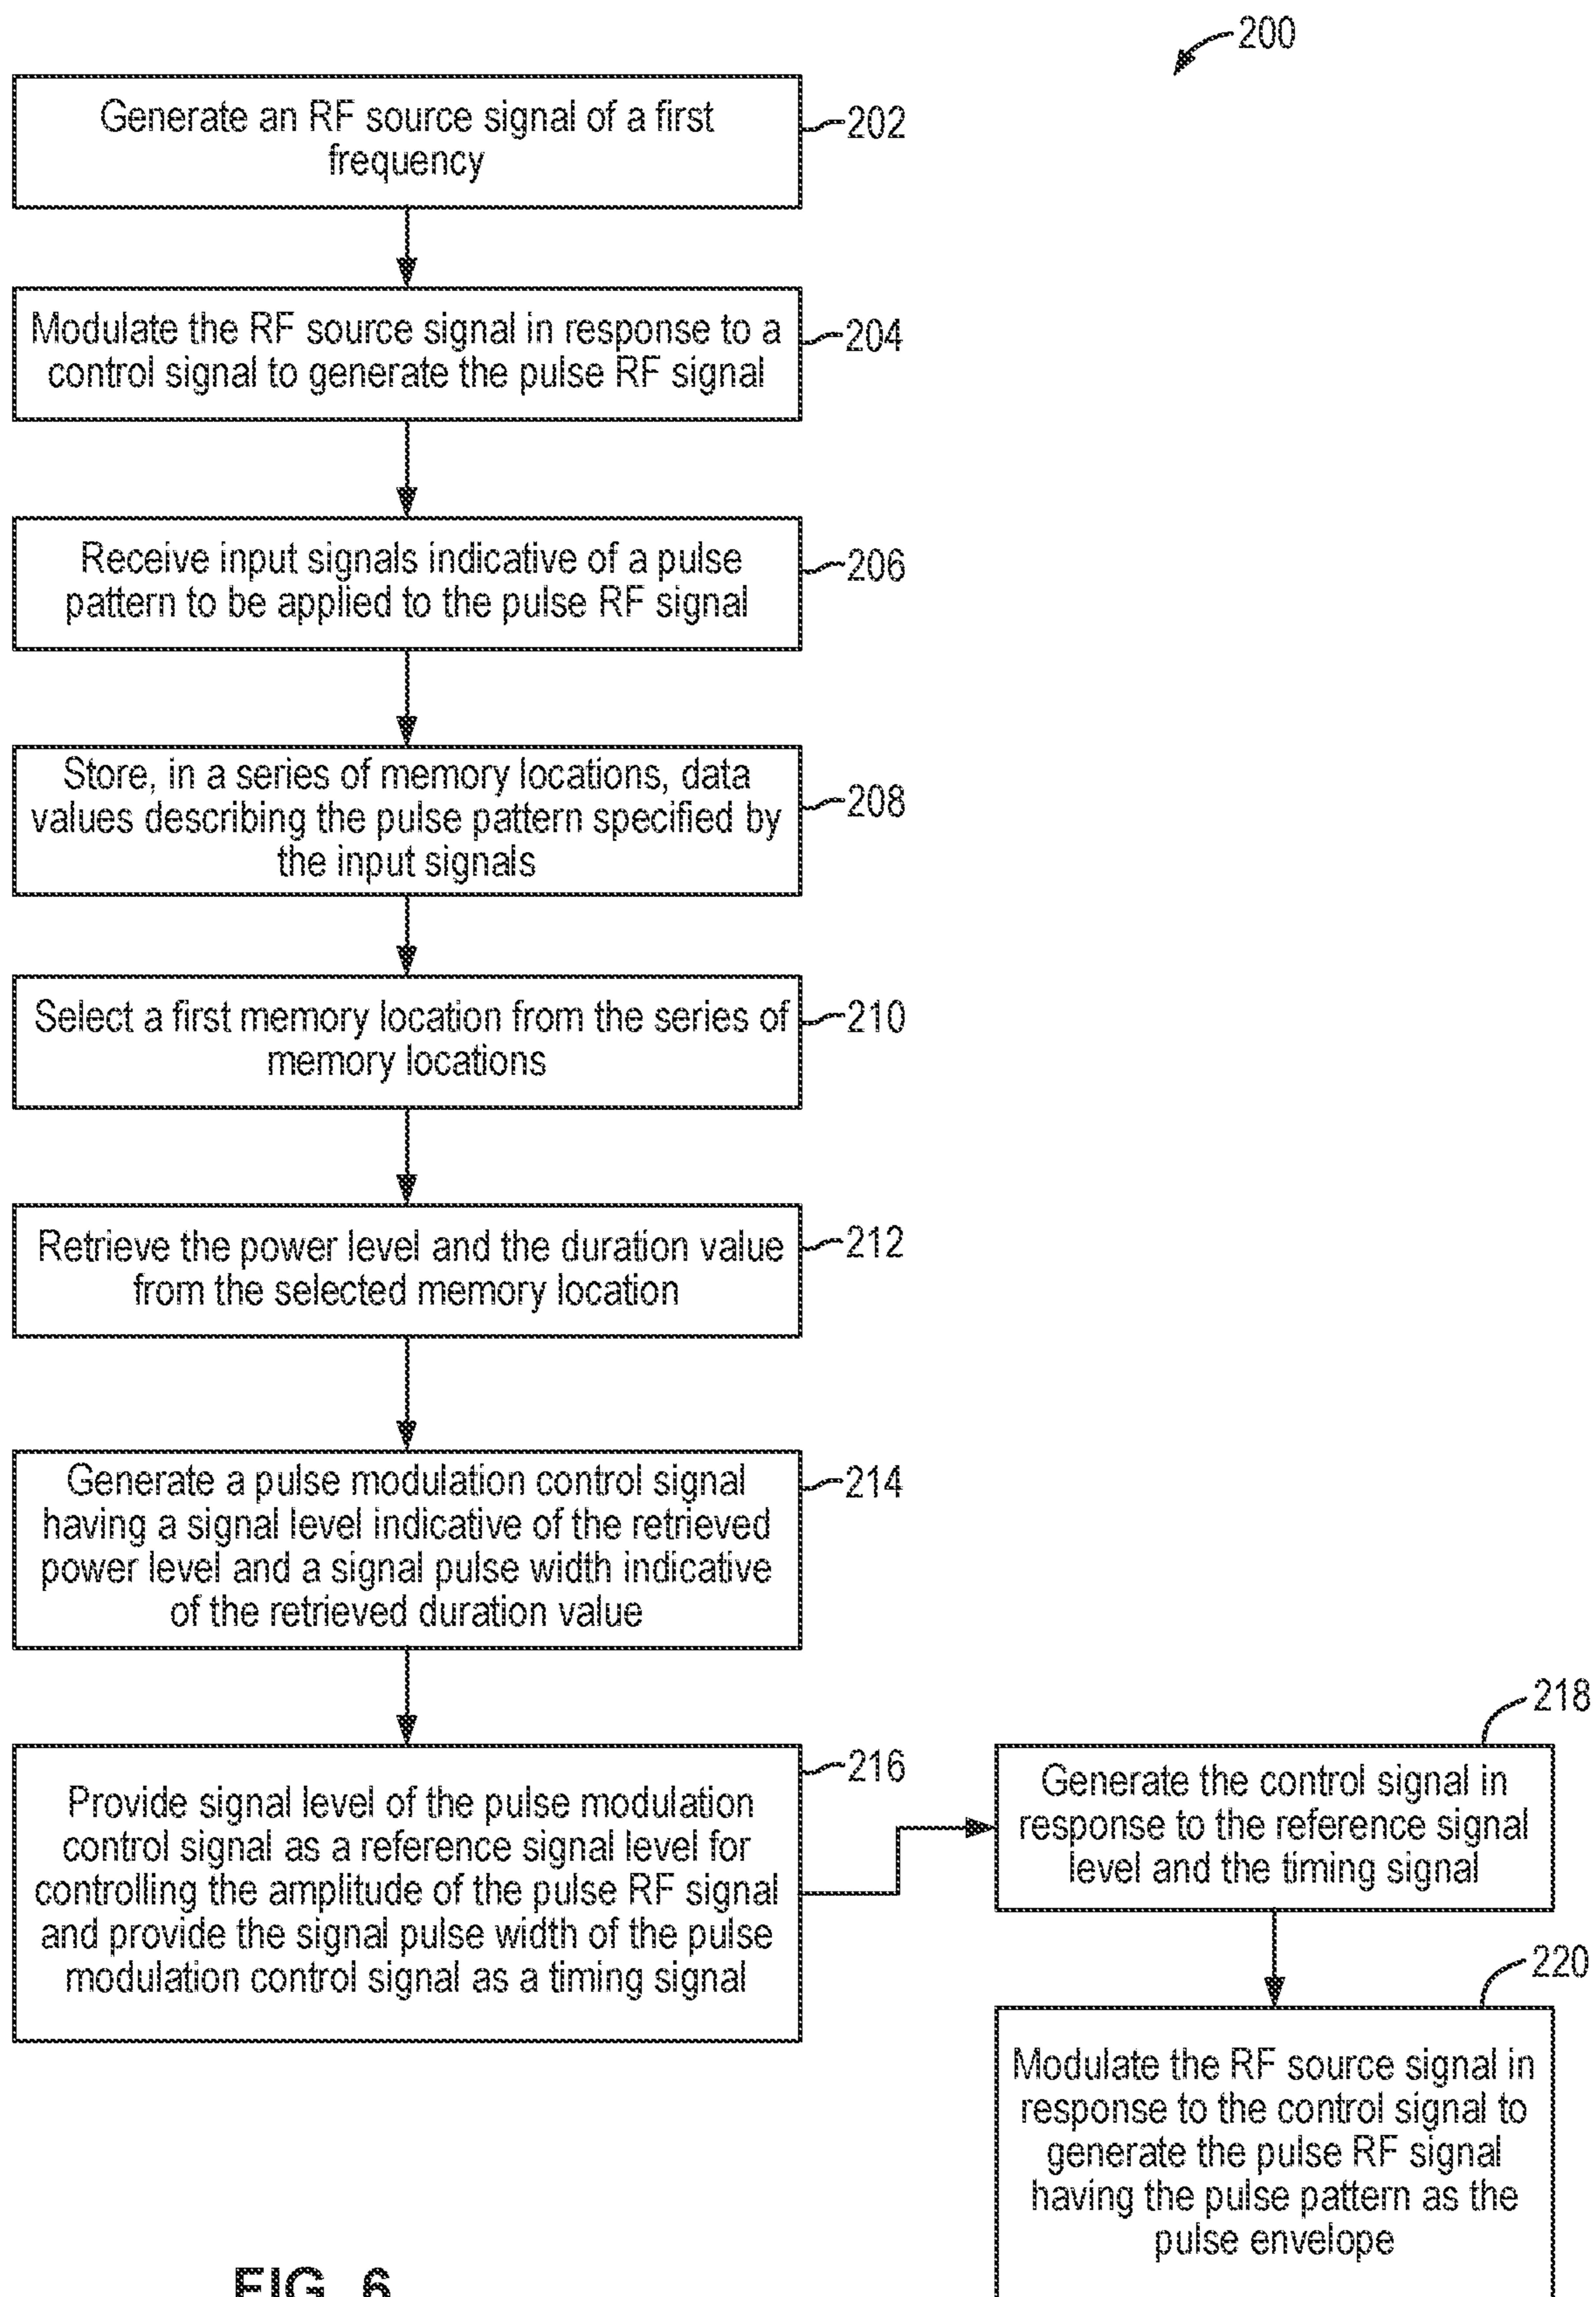 200
Generate an RF source signal of a first
frequency
202
Modulate the RF source signal in response to a
control signal to generate the pulse RF signal
204
Receive input signals indicative of a pulse
pattern to be applied to the pulse RF signal
206
Store, in a series of memory locations, data
values describing the pulse pattern specified by
the input signals
208
Select a first memory location from the series of
memory locations
210
Retrieve the power level and the duration value
from the selected memory location
212
Generate a pulse modulation control signal
having a signal level indicative of the retrieved
power level and a signal pulse width indicative
of the retrieved duration value
214
Provide signal level of the pulse modulation
control signal as a reference signal level for
controlling the amplitude of the pulse RF signal
and provide the signal pulse width of the pulse
modulation control signal as a timing signal
216
218
Generate the control signal in
response to the reference signal
level and the timing signal
220
Modulate the RF source signal in
response to the control signal to
generate the pulse RF signal
having the pulse pattern as the
pulse envelope
FIG. 6